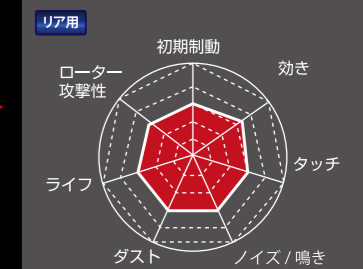 リア用
初期制動
ローター
攻撃性
効き
タッチ
ライフ
ダスト
ノイズ / 鳴き